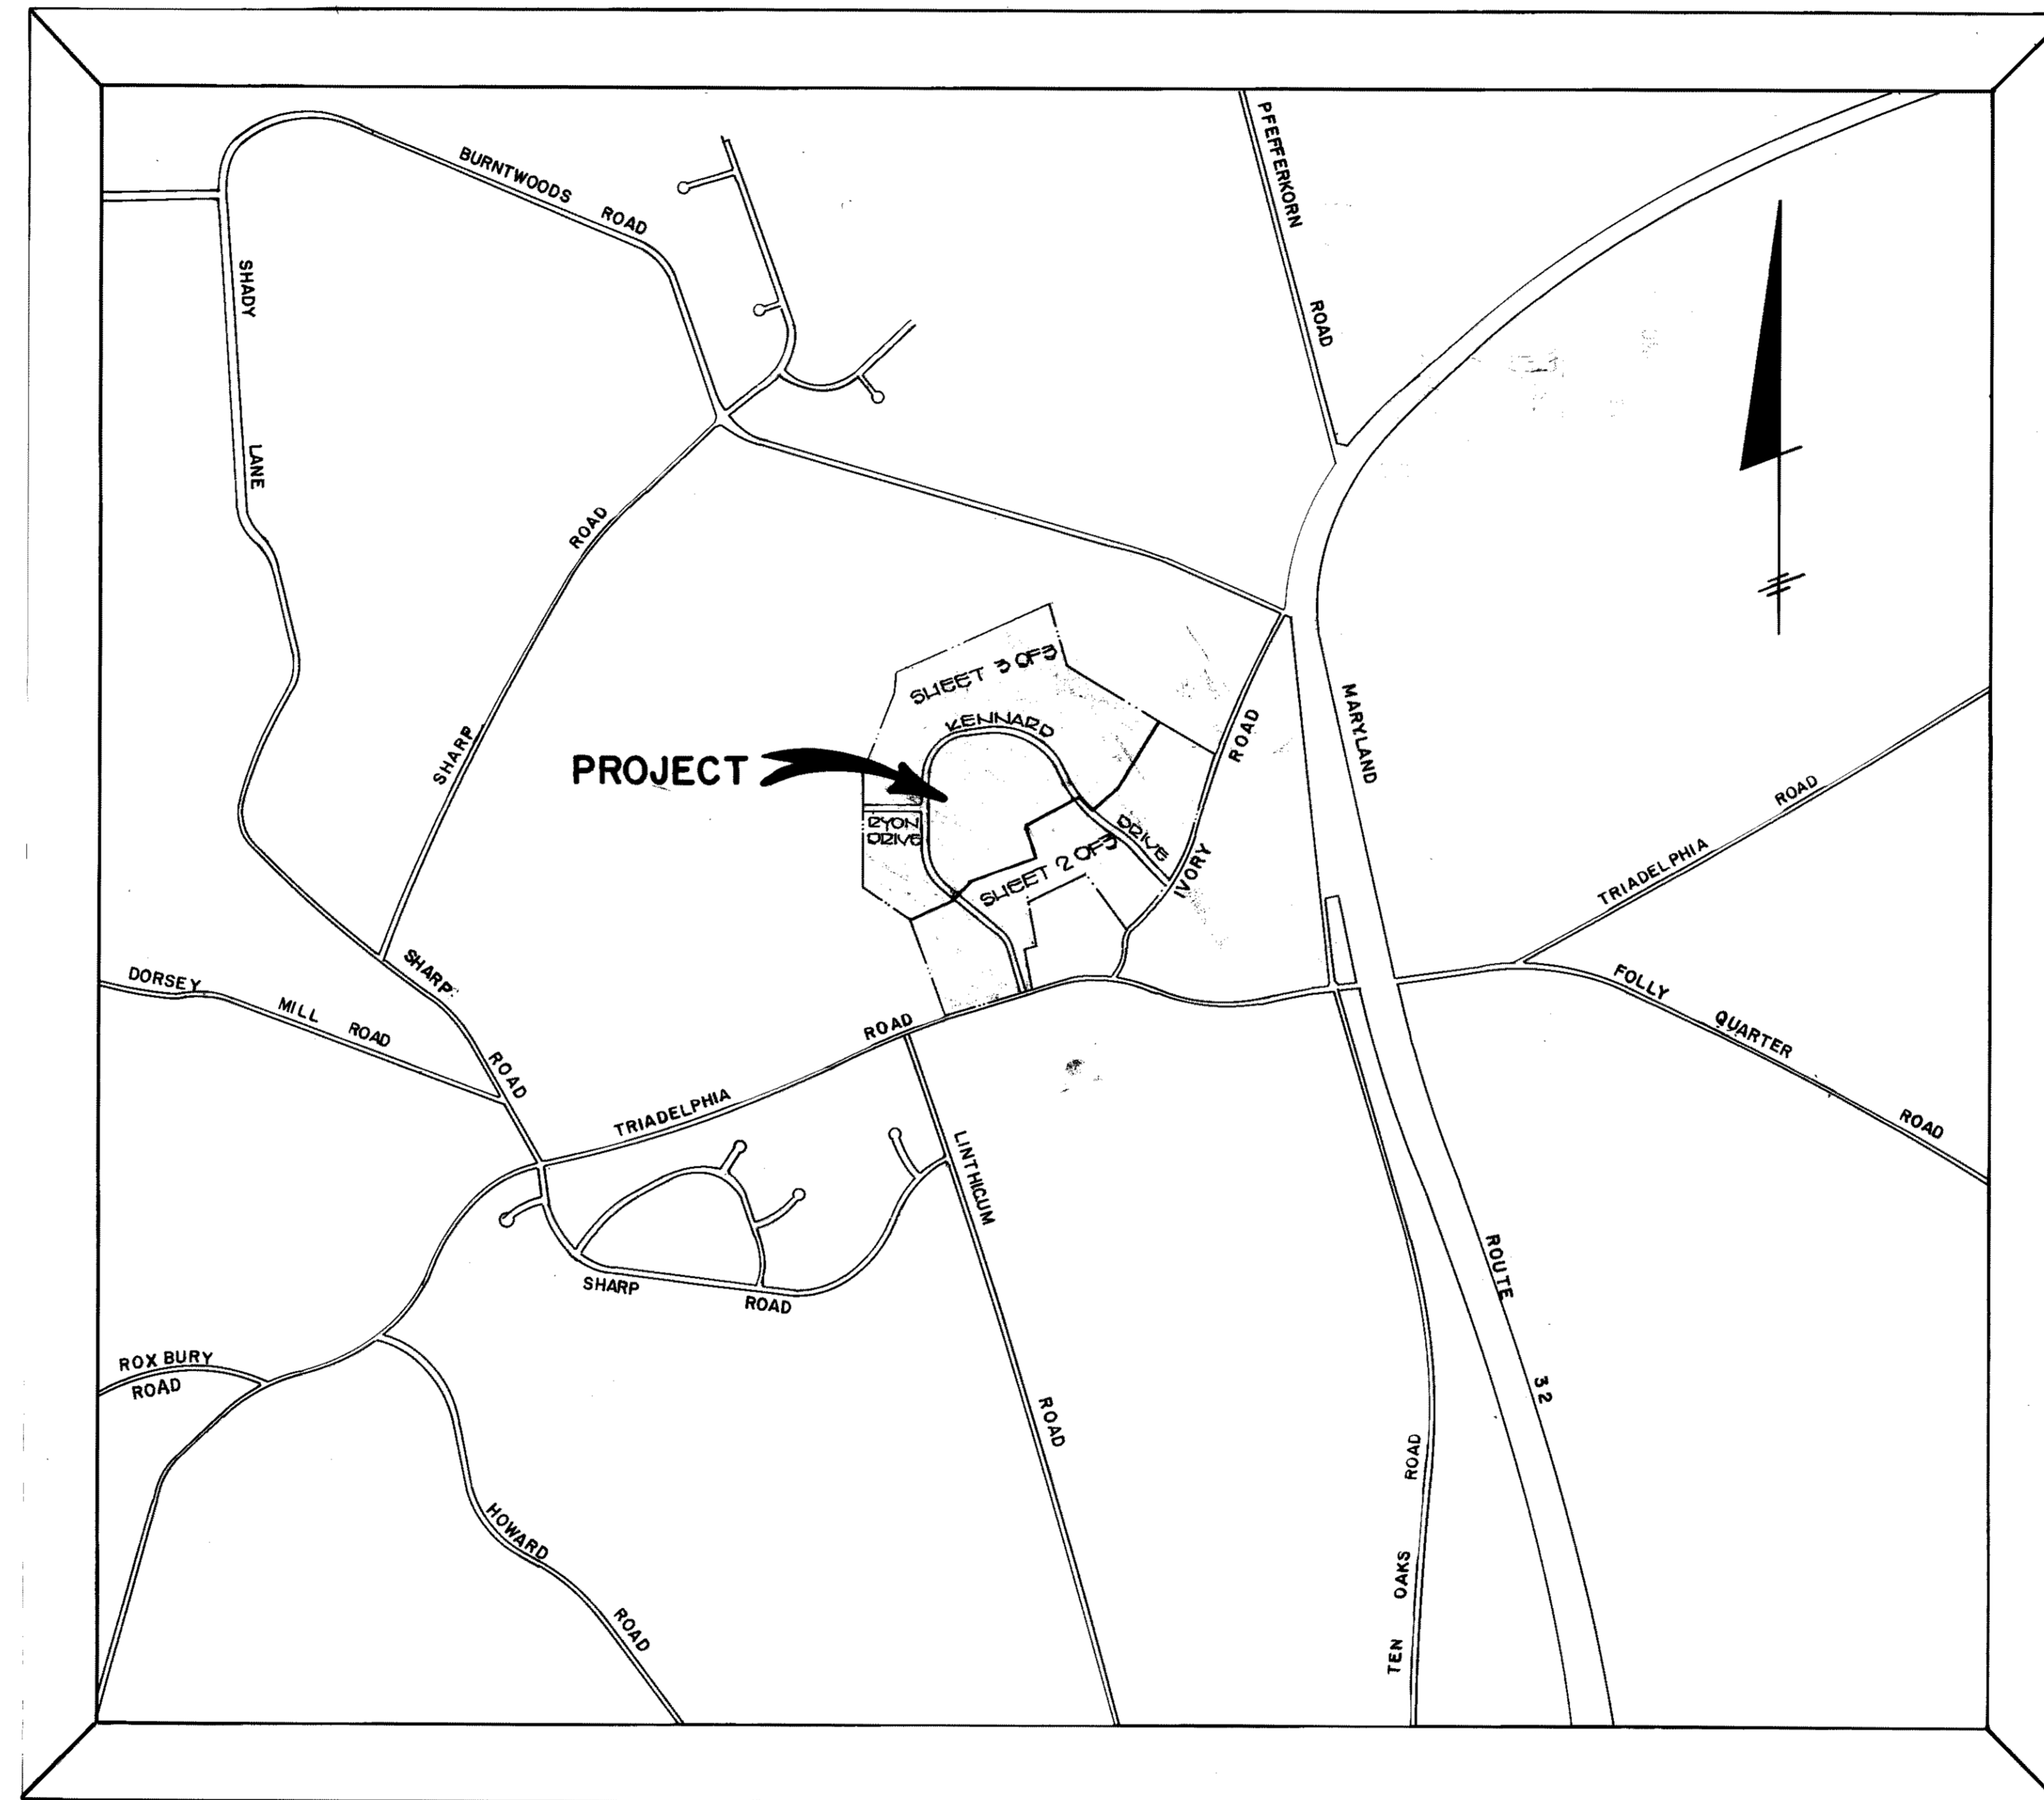 PFEFFERKORN
ROAD
BURNTWOODS ROAD
SHADY
LANE
ROAD
SHARP
SHEET 3 OF 3
KENNARD
DRIVE
PROJECT
RYON
DRIVE
SHEET 2 OF 3
IVORY
ROAD
MARYLAND
ROUTE
32
TRIADELPHIA
ROAD
FOLLY
QUARTER
ROAD
SHARP
ROAD
DORSEY
MILL ROAD
TRIADELPHIA
ROAD
LINTHICUM
ROAD
SHARP
ROAD
ROX BURY
ROAD
HOWARD
ROAD
TEN OAKS ROAD